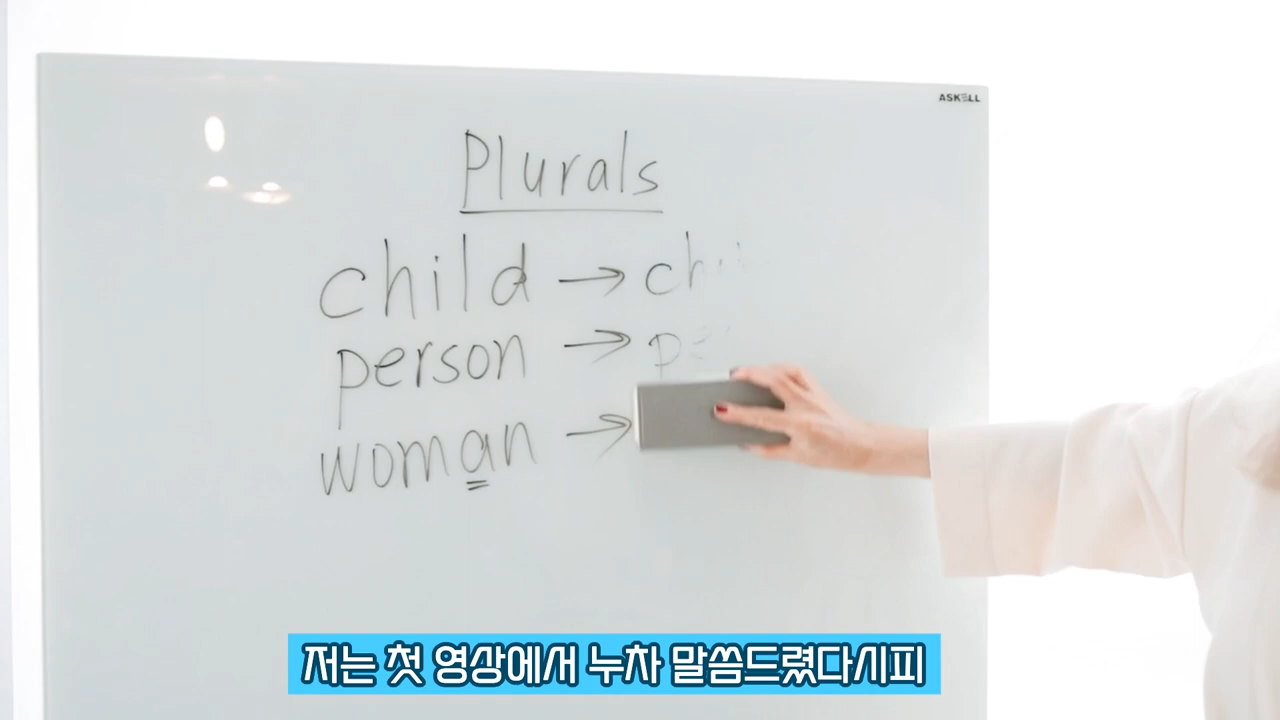 ASKELL
Plurals
child → ch
person → p
woman →
저는 첫 영상에서 누차 말씀드렸다시피